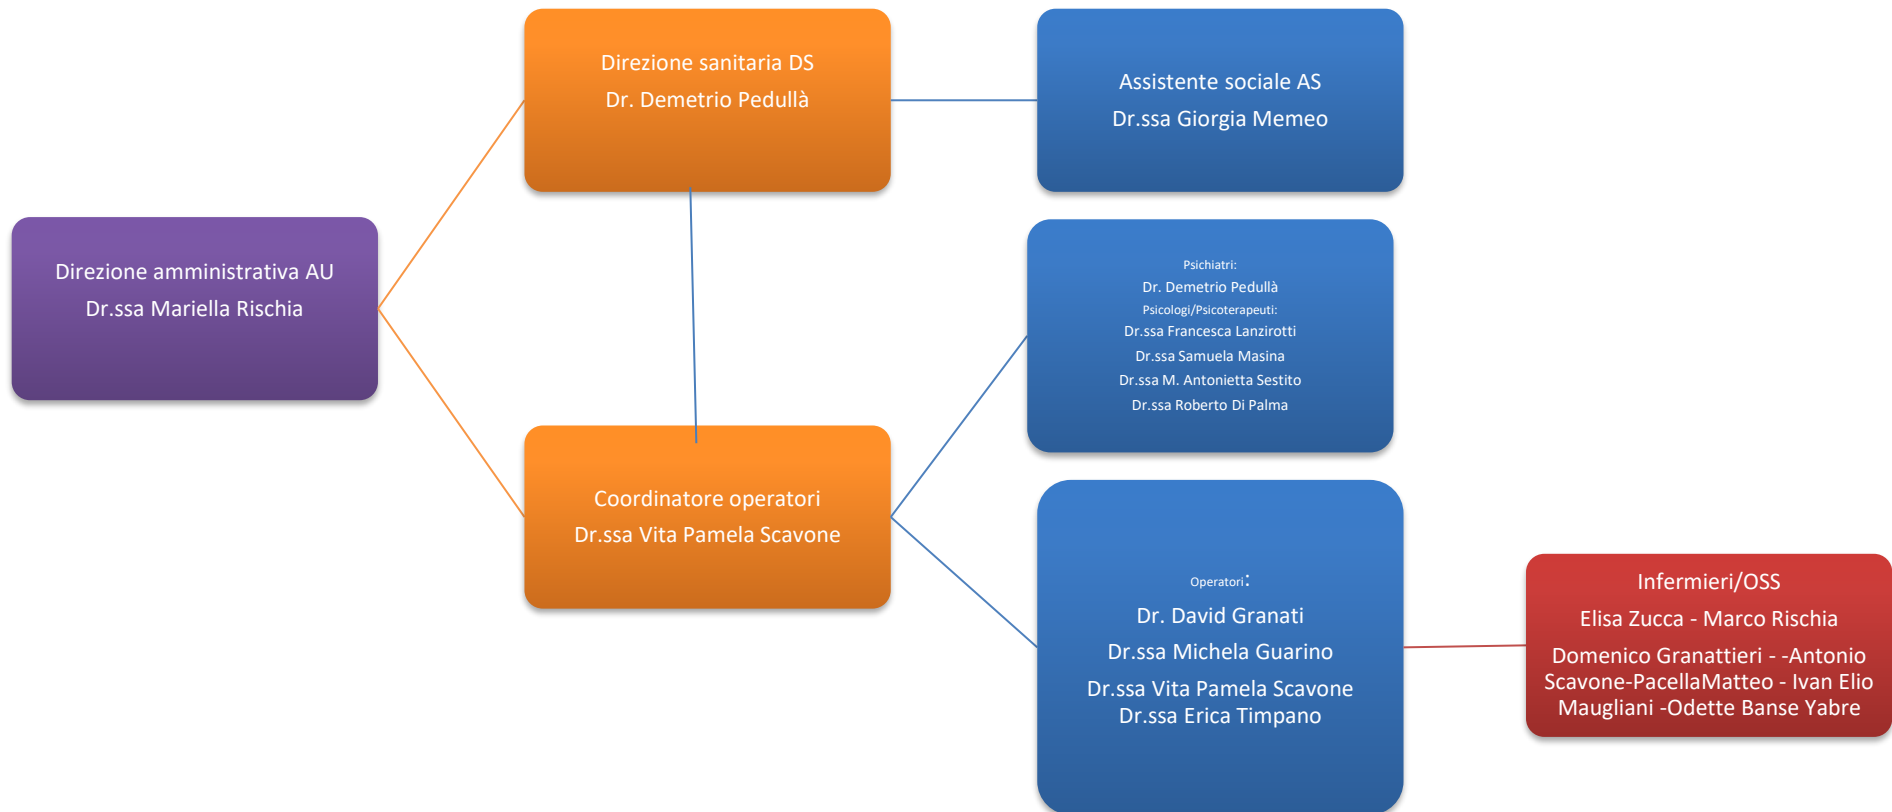 Direzione sanitaria DS
Dr. Demetrio Pedullà
Assistente sociale AS
Dr.ssa Giorgia Memeo
Direzione amministrativa AU
Dr.ssa Mariella Rischia
Psichiatri:
Dr. Demetrio Pedullà
Psicologi/Psicoterapeuti:
Dr.ssa Francesca Lanzirotti
Dr.ssa Samuela Masina
Dr.ssa M. Antonietta Sestito
Dr.ssa Roberto Di Palma
Coordinatore operatori
Dr.ssa Vita Pamela Scavone
Operatori:
Dr. David Granati
Dr.ssa Michela Guarino
Dr.ssa Vita Pamela Scavone
Dr.ssa Erica Timpano
Infermieri/OSS
Elisa Zucca - Marco Rischia
Domenico Granattieri - -Antonio
Scavone-PacellaMatteo - Ivan Elio
Maugliani -Odette Banse Yabre